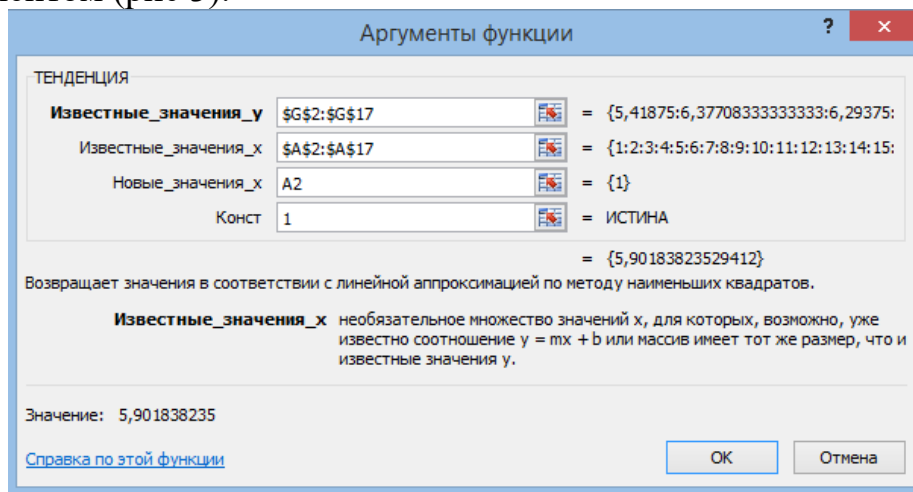 (рис 3).
Аргументы функции ? ×
ТЕНДЕНЦИЯ
Известные_значения_y $G$2:$G$17 = {5,41875:6,37708333333333:6,29375:
Известные_значения_x $A$2:$A$17 = {1:2:3:4:5:6:7:8:9:10:11:12:13:14:15:
Новые_значения_x A2 = {1}
Конст 1 = ИСТИНА
= {5,90183823529412}
Возвращает значения в соответствии с линейной аппроксимацией по методу наименьших квадратов.
Известные_значения_x необязательное множество значений x, для которых, возможно, уже
известно соотношение y = mx + b или массив имеет тот же размер, что и
известные значения y.
Значение: 5,901838235
Справка по этой функции ОК Отмена